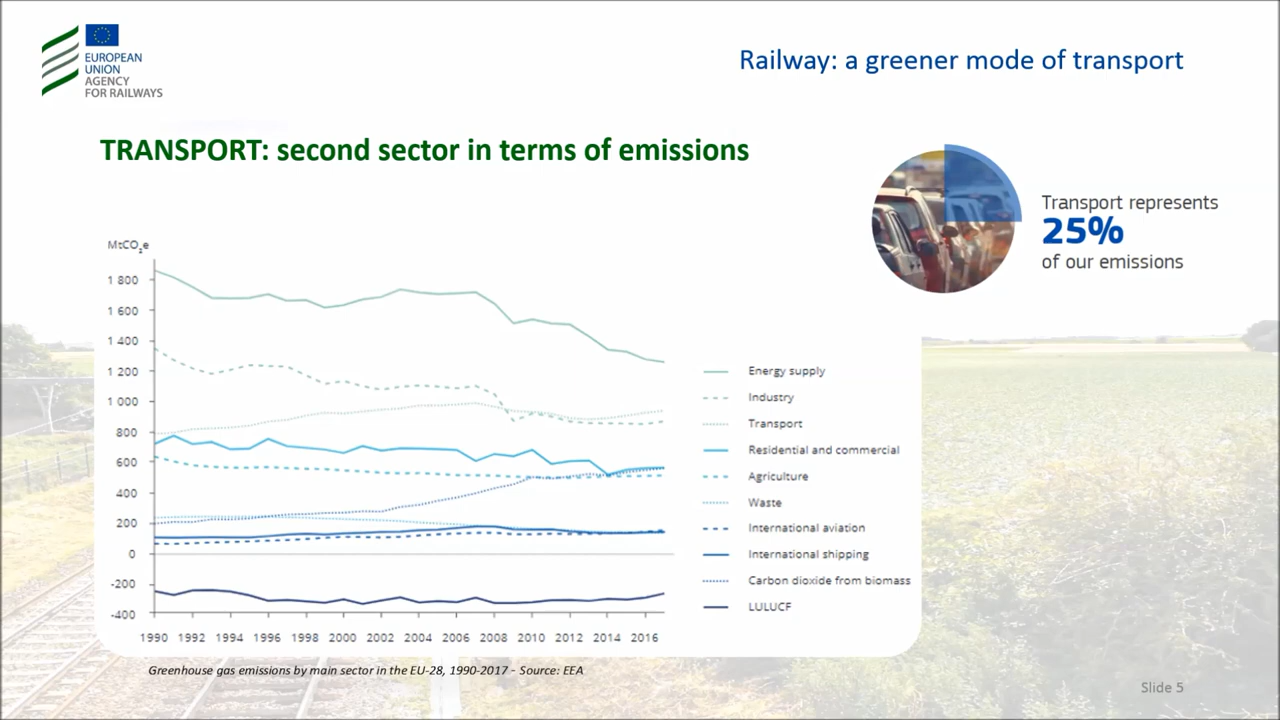 EUROPEAN
UNION
AGENCY
FOR RAILWAYS
Railway: a greener mode of transport
TRANSPORT: second sector in terms of emissions
Transport represents
25%
of our emissions
MtCO2e
1 800
1 600
1 400
1 200
1 000
800
600
400
200
0
-200
-400
1990 1992 1994 1996 1998 2000 2002 2004 2006 2008 2010 2012 2014 2016
Energy supply
Industry
Transport
Residential and commercial
Agriculture
Waste
International aviation
International shipping
Carbon dioxide from biomass
LULUCF
Greenhouse gas emissions by main sector in the EU-28, 1990-2017 - Source: EEA
Slide 5